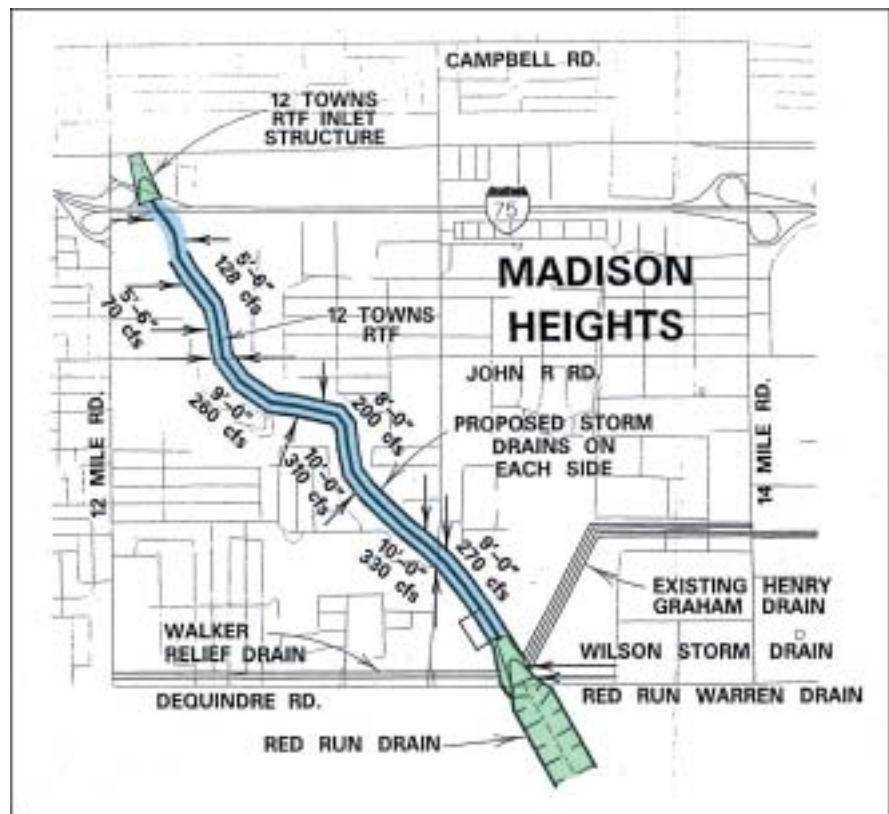 CAMPBELL RD.
12 TOWNS
RTF INLET
STRUCTURE
75
MADISON
HEIGHTS
5'-6"
128 cfs
5'-6"
70 cfs
12 TOWNS
RTF
JOHN R RD.
12 MILE RD.
14 MILE RD.
9'-0"
260 cfs
8'-0"
200 cfs
PROPOSED STORM
DRAINS ON
EACH SIDE
10'-0"
310 cfs
10'-0"
330 cfs
9'-0"
270 cfs
EXISTING HENRY
GRAHAM DRAIN
WALKER
RELIEF DRAIN
WILSON STORM DRAIN
DEQUINDRE RD.
RED RUN WARREN DRAIN
RED RUN DRAIN